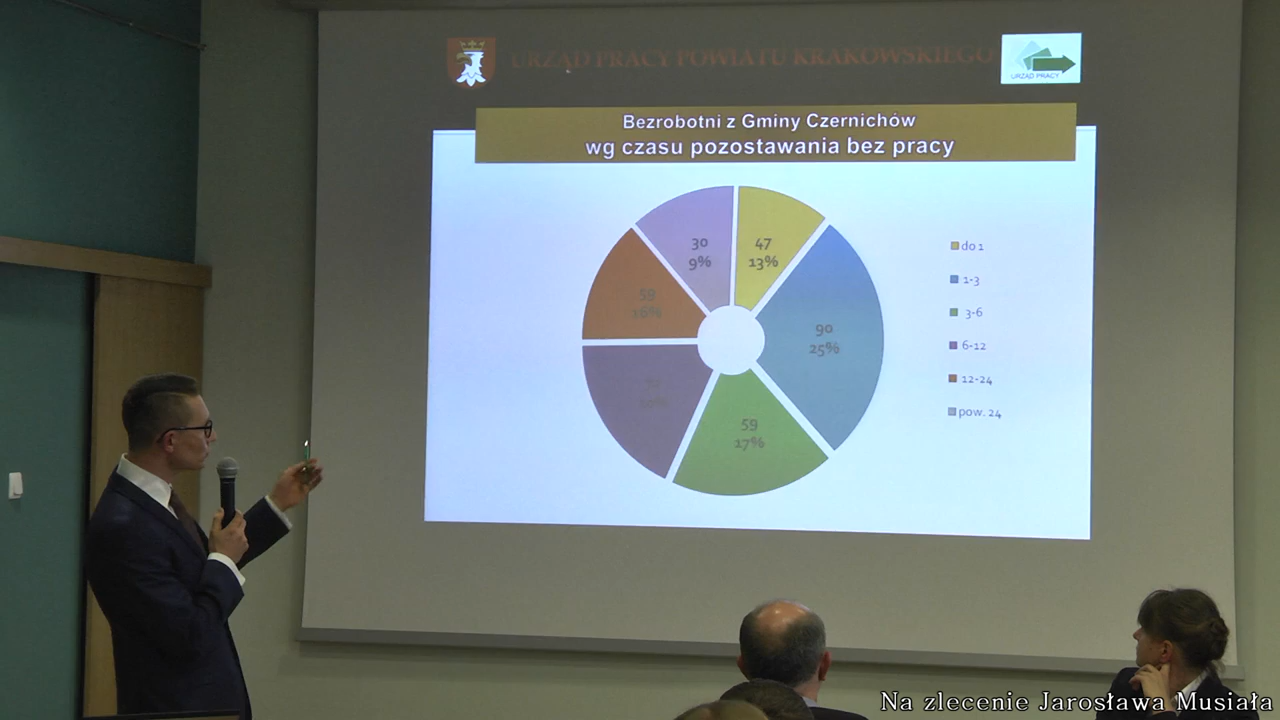 URZĄD PRACY POWIATU KRAKOWSKIEGO
URZĄD PRACY
Bezrobotni z Gminy Czernichów
wg czasu pozostawania bez pracy
30
9%
47
13%
59
16%
90
25%
59
17%
do 1
1-3
3-6
6-12
12-24
pow. 24
Na zlecenie Jarosława Musiała